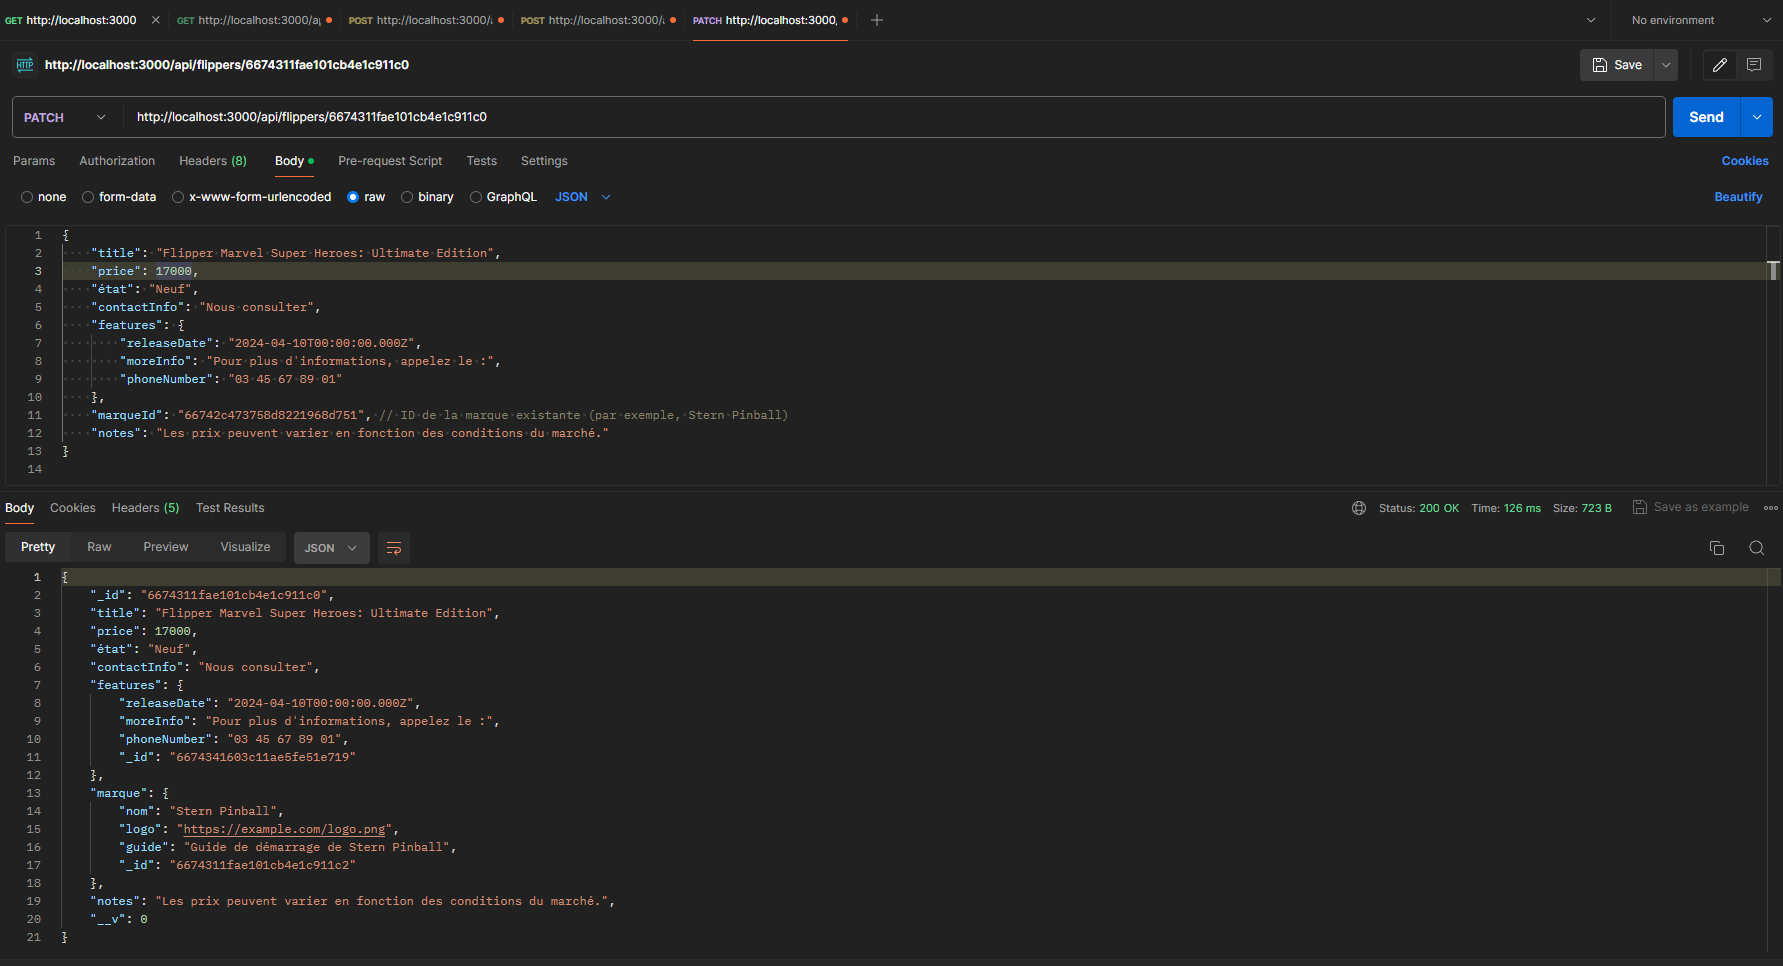 GET http://localhost:3000 GET http://localhost:3000/a POST http://localhost:3000/ POST http://localhost:3000/ PATCH http://localhost:3000, No environment
HTTP http://localhost:3000/api/flippers/6674311fae101cb4e1c911c0 Save
PATCH http://localhost:3000/api/flippers/6674311fae101cb4e1c911c0 Send
Params Authorization Headers (8) Body Pre-request Script Tests Settings Cookies
none form-data x-www-form-urlencoded raw binary GraphQL JSON Beautify
1 {
2 "title": "Flipper Marvel Super Heroes: Ultimate Edition",
3 "price": 17000,
4 "état": "Neuf",
5 "contactInfo": "Nous consulter",
6 "features": {
7 "releaseDate": "2024-04-10T00:00:00.000Z",
8 "moreInfo": "Pour plus d'informations, appelez le :",
9 "phoneNumber": "03 45 67 89 01"
10 },
11 "marqueId": "66742c473758d8221968d751", // ID de la marque existante (par exemple, Stern Pinball)
12 "notes": "Les prix peuvent varier en fonction des conditions du marché."
13 }
14
Body Cookies Headers (5) Test Results Status: 200 OK Time: 126 ms Size: 723 B Save as example
Pretty Raw Preview Visualize JSON
1 {
2 "_id": "6674311fae101cb4e1c911c0",
3 "title": "Flipper Marvel Super Heroes: Ultimate Edition",
4 "price": 17000,
5 "état": "Neuf",
6 "contactInfo": "Nous consulter",
7 "features": {
8 "releaseDate": "2024-04-10T00:00:00.000Z",
9 "moreInfo": "Pour plus d'informations, appelez le :",
10 "phoneNumber": "03 45 67 89 01",
11 "_id": "6674341603c11ae5fe51e719"
12 },
13 "marque": {
14 "nom": "Stern Pinball",
15 "logo": "https://example.com/logo.png",
16 "guide": "Guide de démarrage de Stern Pinball",
17 "_id": "6674311fae101cb4e1c911c2"
18 },
19 "notes": "Les prix peuvent varier en fonction des conditions du marché.",
20 "__v": 0
21 }